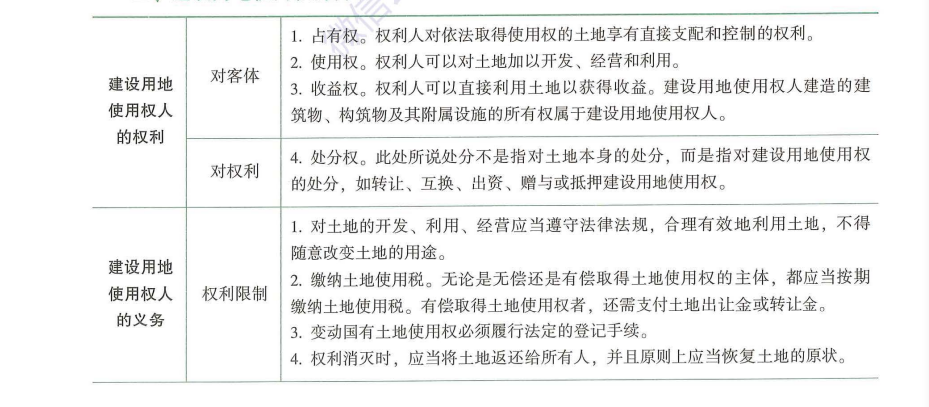 建设用地
使用权人
的权利
对客体
1. 占有权。权利人对依法取得使用权的土地享有直接支配和控制的权利。
2. 使用权。权利人可以对土地加以开发、经营和利用。
3. 收益权。权利人可以直接利用土地以获得收益。建设用地使用权人建造的建
筑物、构筑物及其附属设施的所有权属于建设用地使用权人。
对权利
4. 处分权。此处所说处分不是指对土地本身的处分，而是指对建设用地使用权
的处分，如转让、互换、出资、赠与或抵押建设用地使用权。
建设用地
使用权人
的义务
权利限制
1. 对土地的开发、利用、经营应当遵守法律法规，合理有效地利用土地，不得
随意改变土地的用途。
2. 缴纳土地使用税。无论是无偿还是有偿取得土地使用权的主体，都应当按期
缴纳土地使用税。有偿取得土地使用权者，还需支付土地出让金或转让金。
3. 变动国有土地使用权必须履行法定的登记手续。
4. 权利消灭时，应当将土地返还给所有人，并且原则上应当恢复土地的原状。
微信